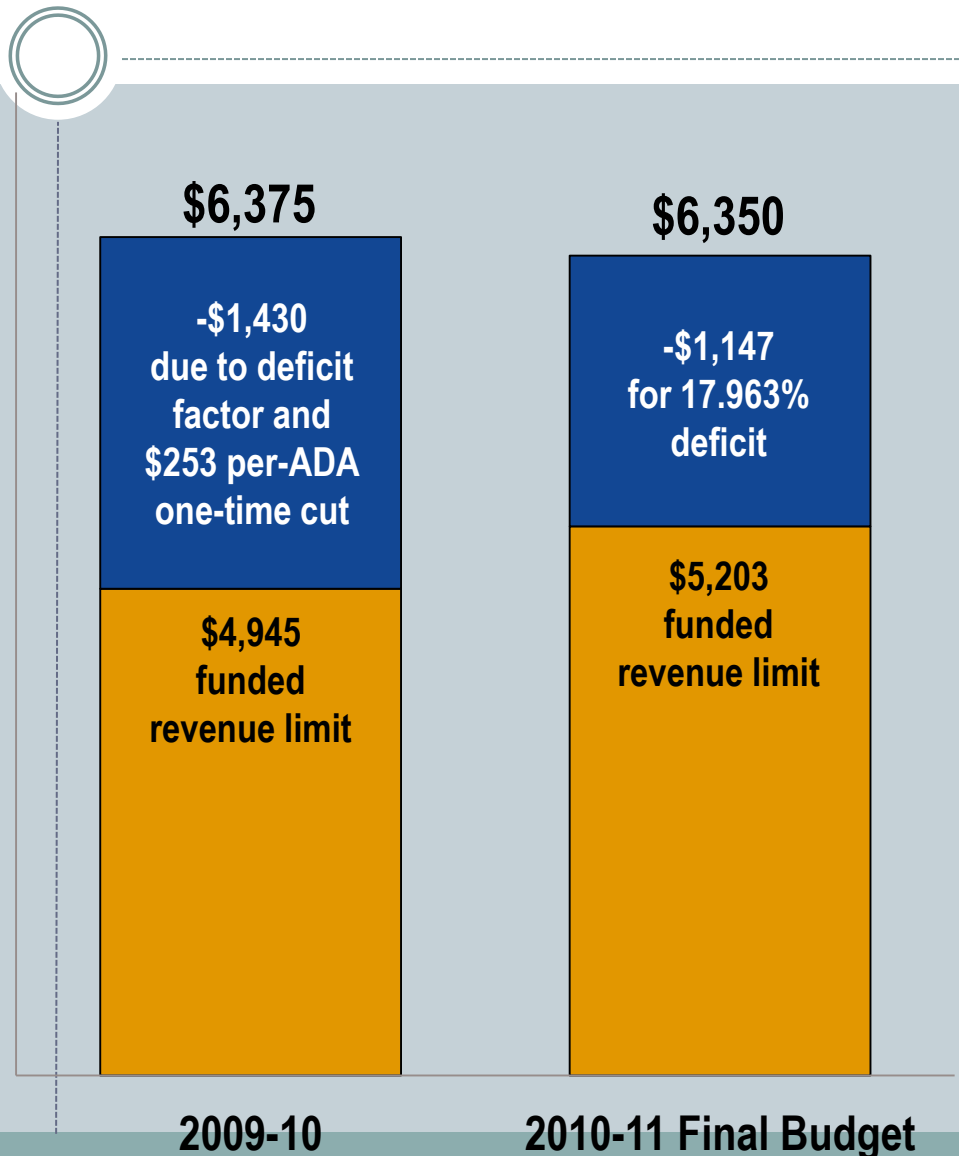 $6,375
-$1,430
due to deficit
factor and
$253 per-ADA
one-time cut
$4,945
funded
revenue limit
2009-10
$6,350
-$1,147
for 17.963%
deficit
$5,203
funded
revenue limit
2010-11 Final Budget